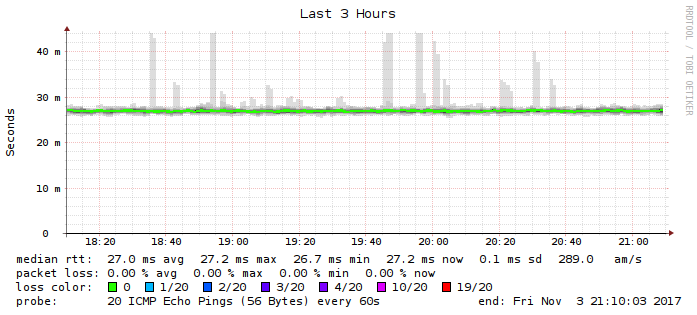 Last 3 Hours
RRDTOOL / TOBI OETIKER
Seconds
40 m
30 m
20 m
10 m
0
18:20 18:40 19:00 19:20 19:40 20:00 20:20 20:40 21:00
median rtt: 27.0 ms avg 27.2 ms max 26.7 ms min 27.2 ms now 0.1 ms sd 289.0 am/s
packet loss: 0.00 % avg 0.00 % max 0.00 % min 0.00 % now
loss color: 0 1/20 2/20 3/20 4/20 10/20 19/20
probe: 20 ICMP Echo Pings (56 Bytes) every 60s end: Fri Nov 3 21:10:03 2017